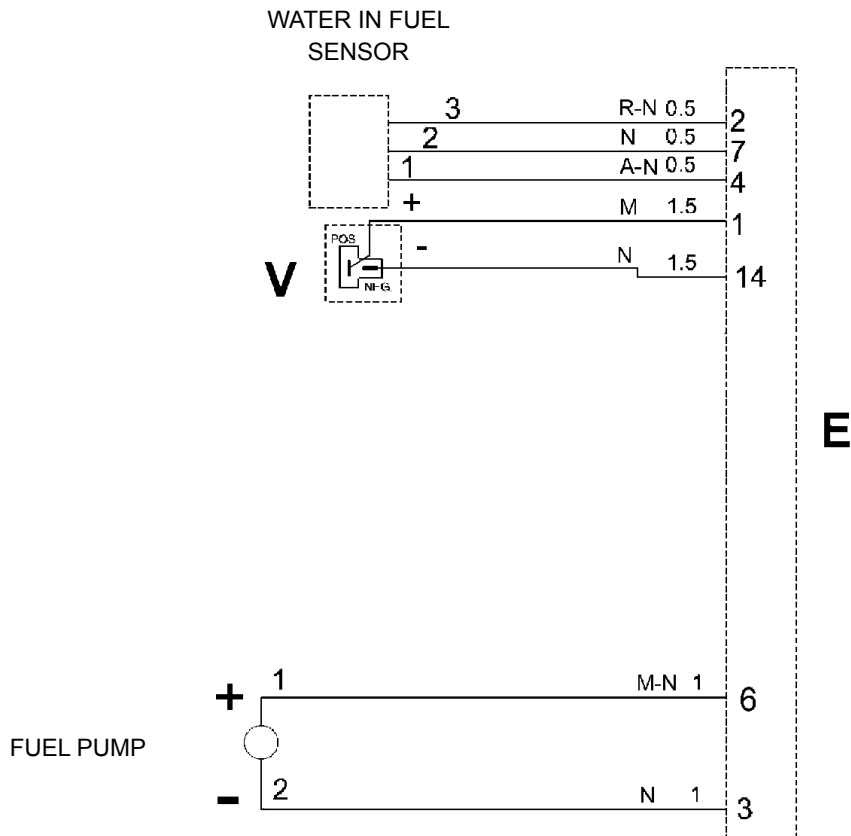 WATER IN FUEL
SENSOR
3 R-N 0.5 2
2 N 0.5 7
1 A-N 0.5 4
+ M 1.5 1
POS
- N 1.5 14
NEG
V
E
+ 1 M-N 1 6
FUEL PUMP
- 2 N 1 3